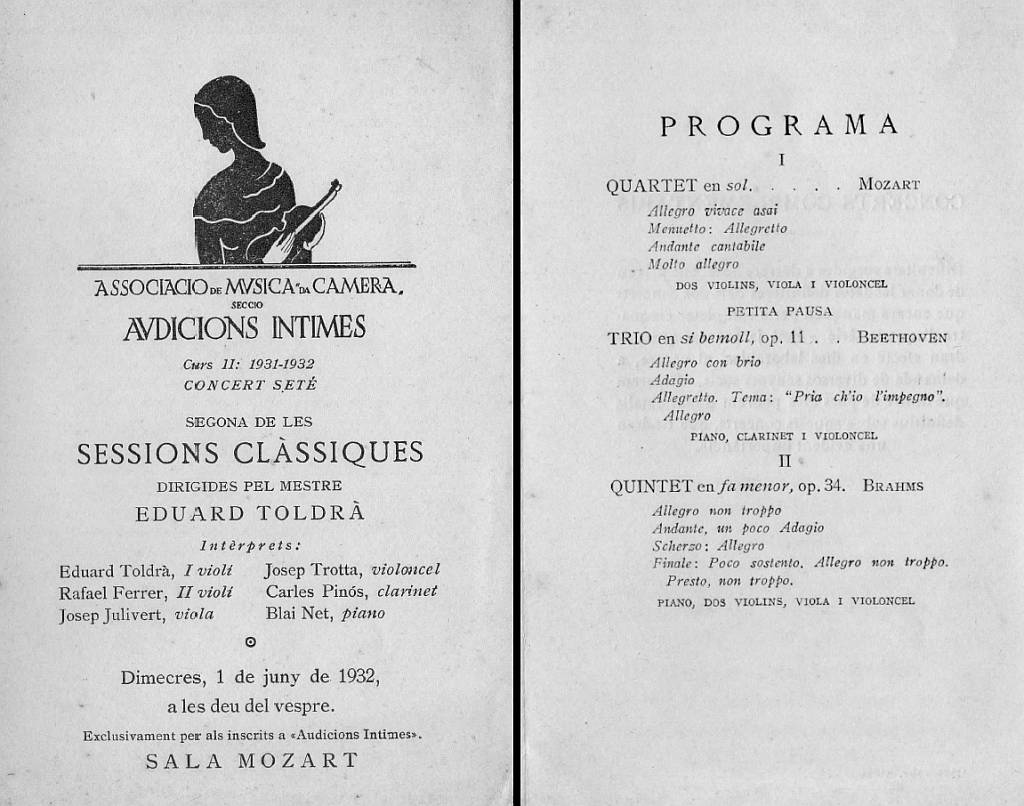 ASSOCIACIO DE MVSICA "DA CAMERA"
SECCIO
AVDICIONS INTIMES
Curs II: 1931-1932
CONCERT SETÉ
SEGONA DE LES
SESSIONS CLÀSSIQUES
DIRIGIDES PEL MESTRE
EDUARD TOLDRÀ
Intèrprets:
Eduard Toldrà, I violí Josep Trotta, violoncel
Rafael Ferrer, II violí Carles Pinós, clarinet
Josep Julivert, viola Blai Net, piano
Dimecres, 1 de juny de 1932,
a les deu del vespre.
Exclusivament per als inscrits a «Audicions Intimes».
SALA MOZART
PROGRAMA
I
QUARTET en sol. . . . . MOZART
Allegro vivace asai
Menuetto: Allegretto
Andante cantabile
Molto allegro
DOS VIOLINS, VIOLA I VIOLONCEL
PETITA PAUSA
TRIO en si bemoll, op. 11 . . BEETHOVEN
Allegro con brio
Adagio
Allegretto. Tema: "Pria ch'io l'impegno".
Allegro
PIANO, CLARINET I VIOLONCEL
II
QUINTET en fa menor, op. 34. BRAHMS
Allegro non troppo
Andante, un poco Adagio
Scherzo: Allegro
Finale: Poco sostento. Allegro non troppo.
Presto, non troppo.
PIANO, DOS VIOLINS, VIOLA I VIOLONCEL